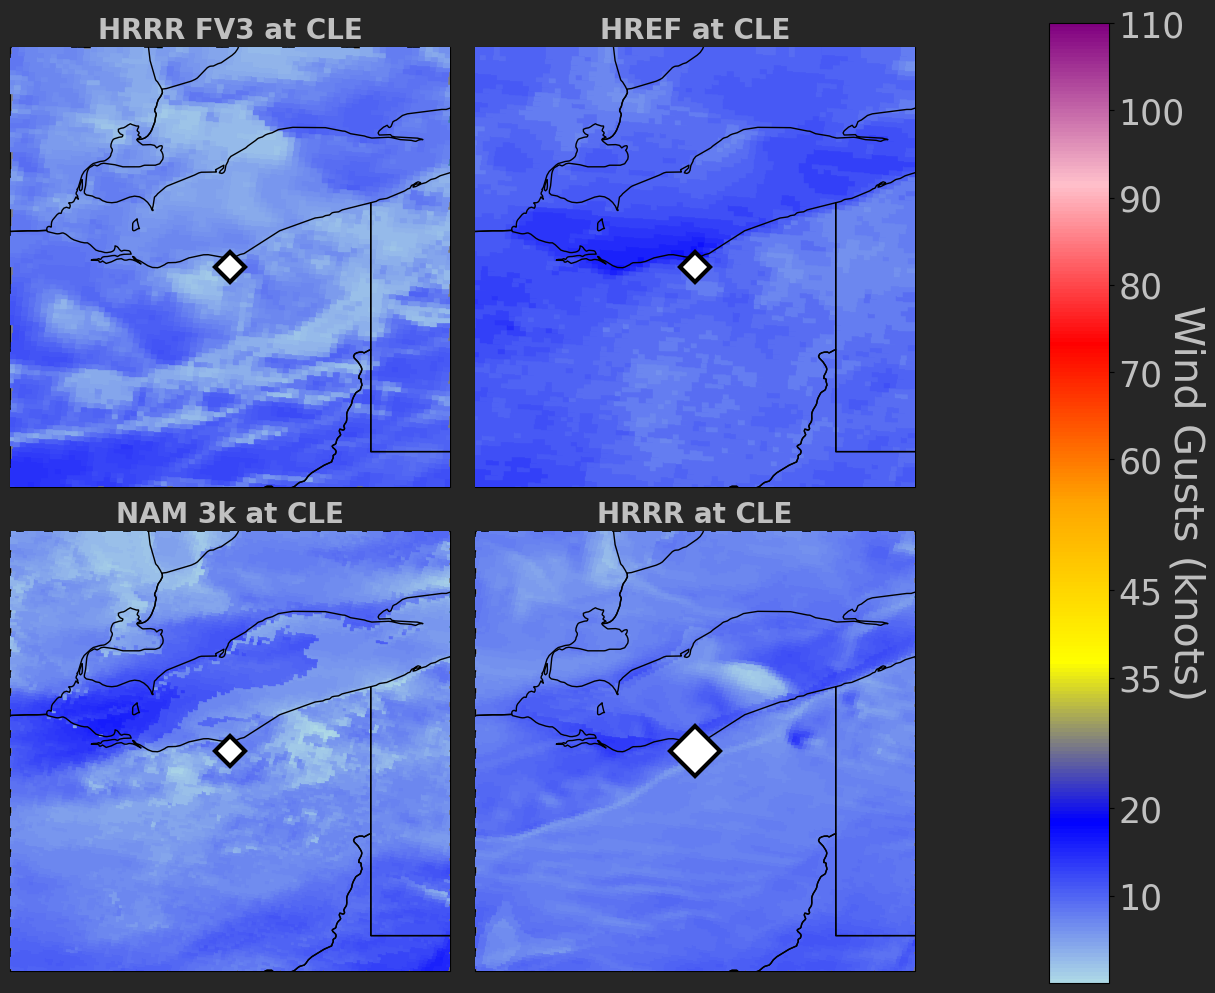 HRRR FV3 at CLE
HREF at CLE
NAM 3k at CLE
HRRR at CLE
110
100
90
80
70
60
45
35
20
10
Wind Gusts (knots)